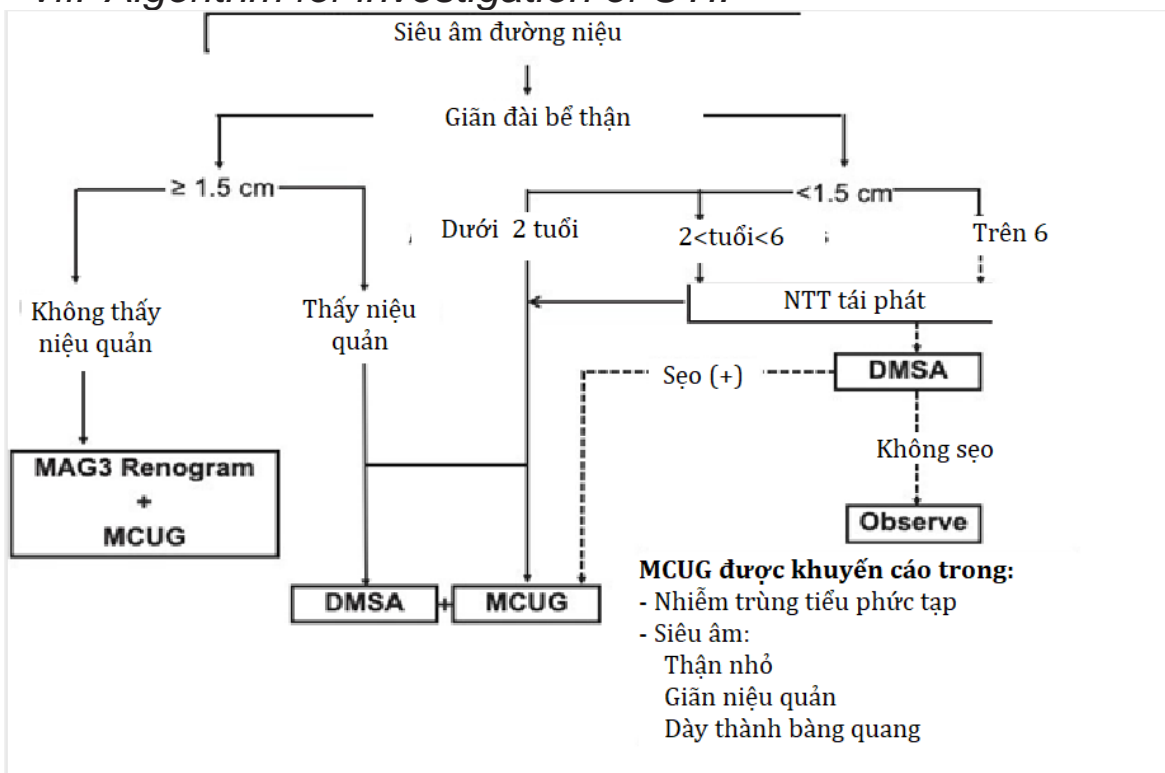 Siêu âm đường niệu
Giãn đài bể thận
≥ 1.5 cm
<1.5 cm
Dưới 2 tuổi
2<tuổi<6
Trên 6
Không thấy
niệu quản
Thấy niệu
quản
NTT tái phát
Sẹo (+)
DMSA
Không sẹo
MAG3 Renogram
+
MCUG
Observe
DMSA + MCUG
MCUG được khuyến cáo trong:
- Nhiễm trùng tiểu phức tạp
- Siêu âm:
Thận nhỏ
Giãn niệu quản
Dày thành bàng quang